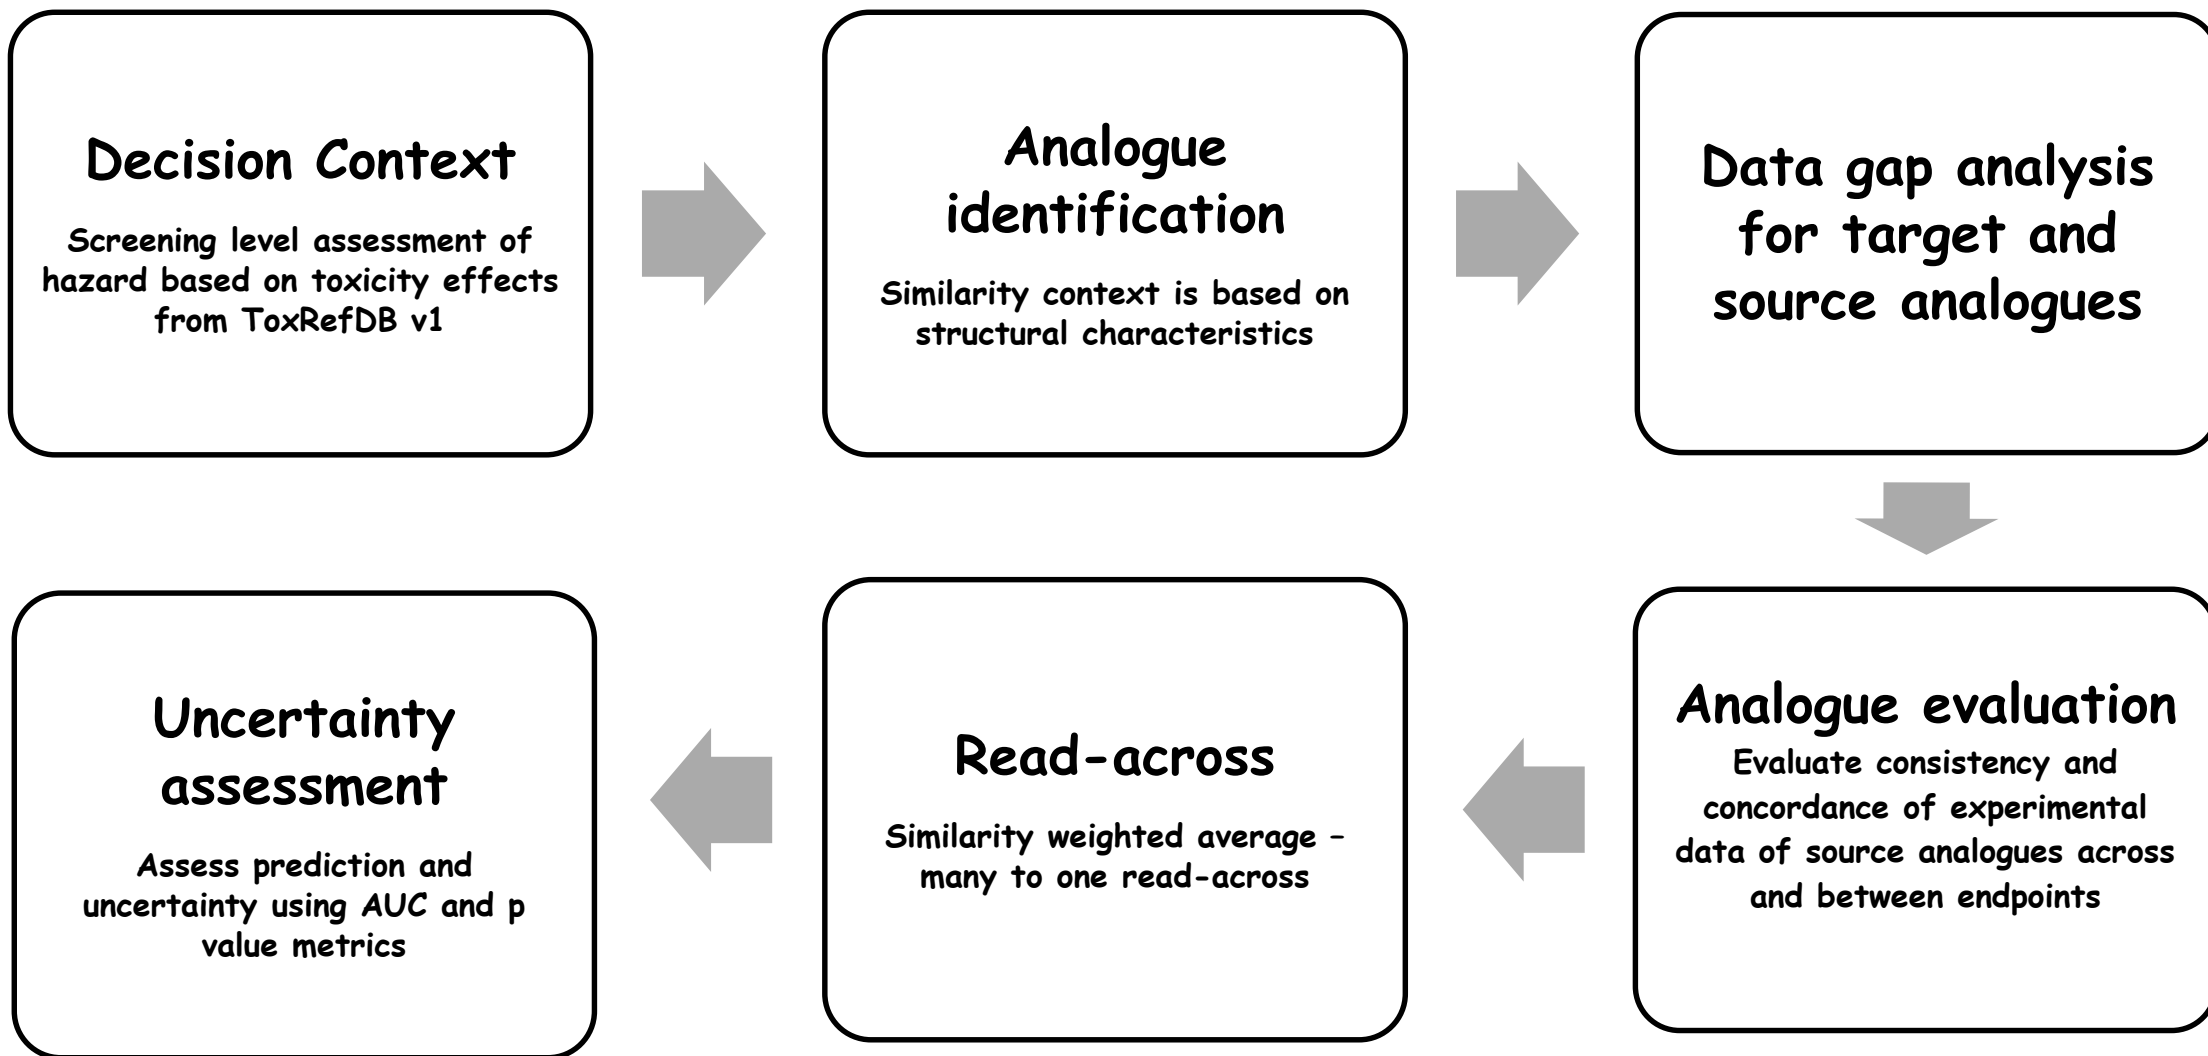 Decision Context
Screening level assessment of
hazard based on toxicity effects
from ToxRefDB v1
Analogue
identification
Similarity context is based on
structural characteristics
Data gap analysis
for target and
source analogues
Analogue evaluation
Evaluate consistency and
concordance of experimental
data of source analogues across
and between endpoints
Read-across
Similarity weighted average –
many to one read-across
Uncertainty
assessment
Assess prediction and
uncertainty using AUC and p
value metrics